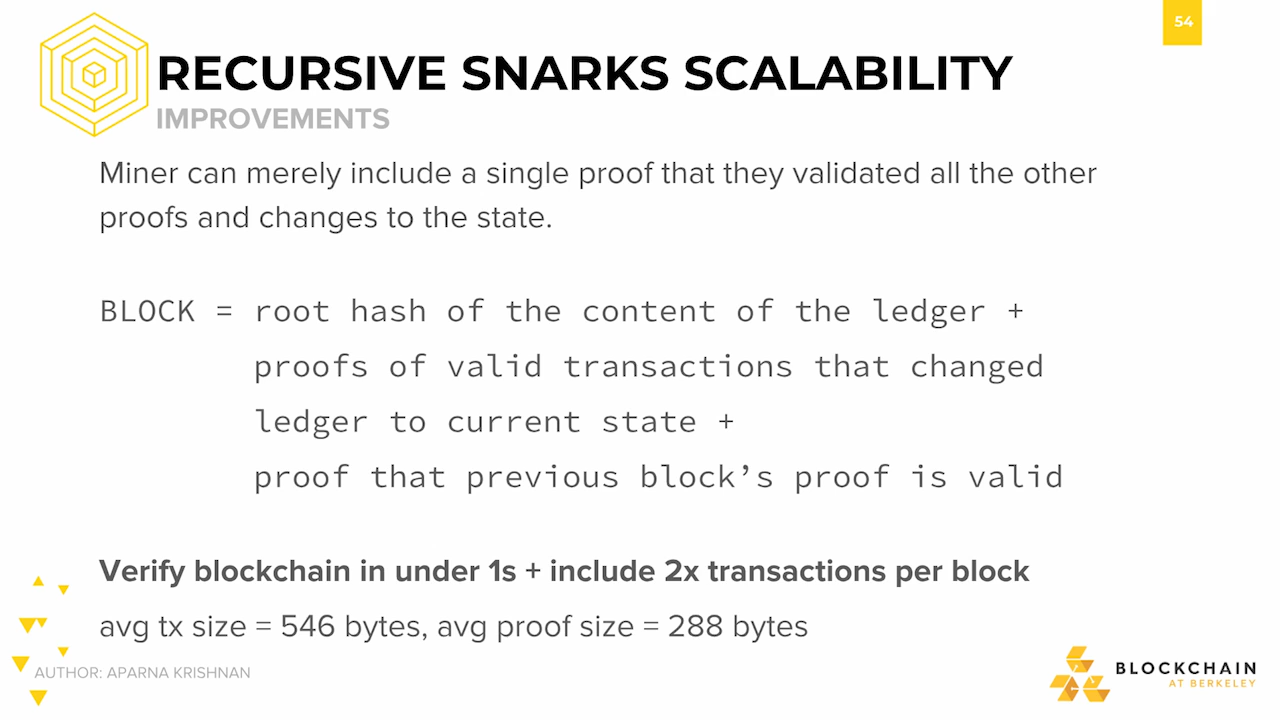 54
RECURSIVE SNARKS SCALABILITY
IMPROVEMENTS
Miner can merely include a single proof that they validated all the other
proofs and changes to the state.
BLOCK = root hash of the content of the ledger +
proofs of valid transactions that changed
ledger to current state +
proof that previous block’s proof is valid
Verify blockchain in under 1s + include 2x transactions per block
avg tx size = 546 bytes, avg proof size = 288 bytes
AUTHOR: APARNA KRISHNAN
BLOCKCHAIN
AT BERKELEY